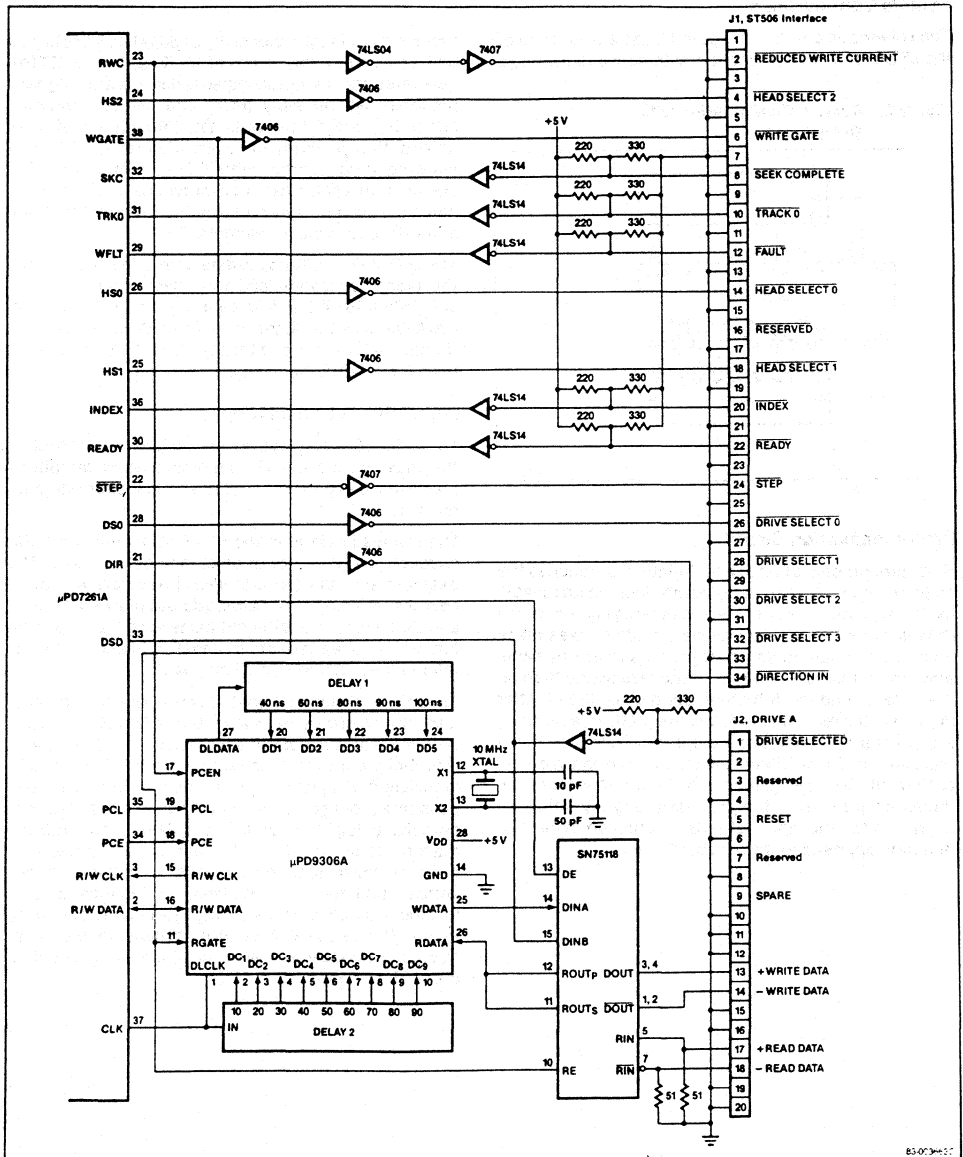 J1, ST506 Interface
RWC 23 74LS04 7407 2 REDUCED WRITE CURRENT
1
3
HS2 24 7406 4 HEAD SELECT 2
5
+5V
WGATE 38 7406 6 WRITE GATE
220 330 7
SKC 32 74LS14 8 SEEK COMPLETE
220 330 9
TRK0 31 74LS14 10 TRACK 0
220 330 11
WFLT 29 74LS14 12 FAULT
13
HS0 26 7406 14 HEAD SELECT 0
15
16 RESERVED
17
HS1 25 7406 18 HEAD SELECT 1
220 330 19
INDEX 36 74LS14 20 INDEX
220 330 21
READY 30 74LS14 22 READY
23
STEP 22 7407 24 STEP
25
DS0 28 7406 26 DRIVE SELECT 0
27
DIR 21 7406 28 DRIVE SELECT 1
29
μPD7261A 30 DRIVE SELECT 2
31
DSD 33 32 DRIVE SELECT 3
33
34 DIRECTION IN
DELAY 1
40 ns 60 ns 80 ns 90 ns 100 ns
+5V 220 330
J2, DRIVE A
27 20 21 22 23 24
DLDATA DD1 DD2 DD3 DD4 DD5
74LS14 1 DRIVE SELECTED
2
10 MHz
XTAL
17 PCEN X1 12 10 pF
3 Reserved
4
PCL 35 19 PCL X2 13 50 pF
5 RESET
6
PCE 34 18 PCE VDD 28 +5V
7 Reserved
μPD9306A
SN75118
8
R/W CLK 3 15 R/W CLK GND 14
13 DE
9 SPARE
R/W DATA 2 16 R/W DATA WDATA 25
14 DINA
10
11 RGATE RDATA 26
15 DINB
11
12
DLCLK DC1 DC2 DC3 DC4 DC5 DC6 DC7 DC8 DC9
12 ROUTP DOUT 3, 4 13 +WRITE DATA
1 2 3 4 5 6 7 8 9 10
11 ROUTS DOUT 1, 2 14 −WRITE DATA
10 20 30 40 50 60 70 80 90
15
16
CLK 37 IN DELAY 2
RIN 5 17 +READ DATA
10 RE RIN 7 18 −READ DATA
51 51
19
20